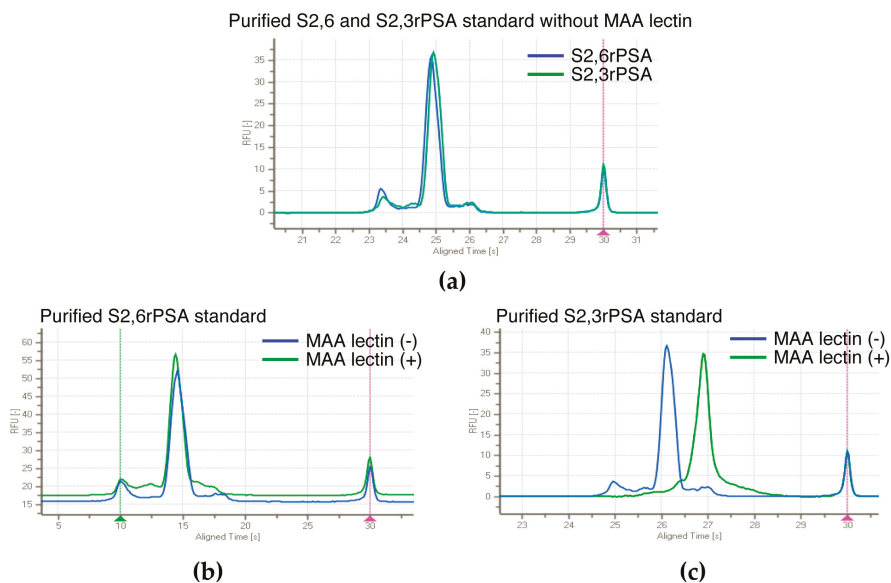 Purified S2,6 and S2,3rPSA standard without MAA lectin
S2,6rPSA
S2,3rPSA
RFU [-]
35
30
25
20
15
10
5
0
21 22 23 24 25 26 27 28 29 30 31
Aligned Time [s]
(a)
Purified S2,6rPSA standard
MAA lectin (-)
MAA lectin (+)
RFU [-]
60
55
50
45
40
35
30
25
20
15
5 10 15 20 25 30
Aligned Time [s]
(b)
Purified S2,3rPSA standard
MAA lectin (-)
MAA lectin (+)
RFU [-]
40
35
30
25
20
15
10
5
0
23 24 25 26 27 28 29 30
Aligned Time [s]
(c)